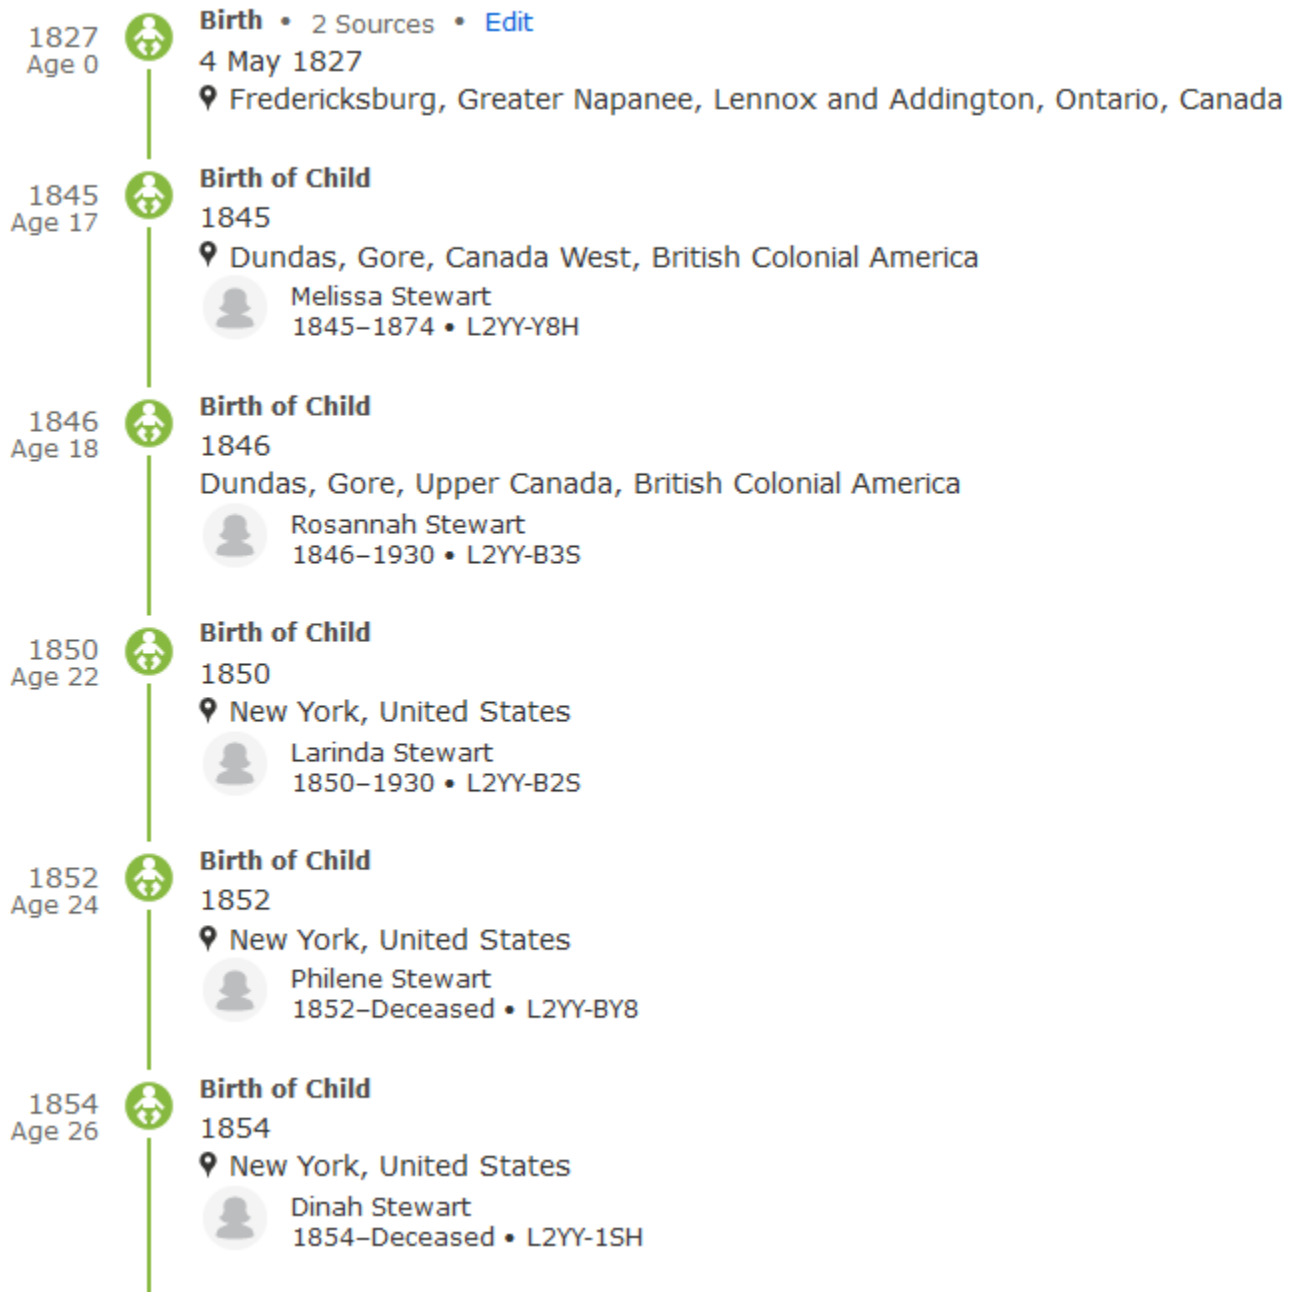 1827
Age 0
Birth • 2 Sources • Edit
4 May 1827
Fredericksburg, Greater Napanee, Lennox and Addington, Ontario, Canada
1845
Age 17
Birth of Child
1845
Dundas, Gore, Canada West, British Colonial America
Melissa Stewart
1845–1874 • L2YY-Y8H
1846
Age 18
Birth of Child
1846
Dundas, Gore, Upper Canada, British Colonial America
Rosannah Stewart
1846–1930 • L2YY-B3S
1850
Age 22
Birth of Child
1850
New York, United States
Larinda Stewart
1850–1930 • L2YY-B2S
1852
Age 24
Birth of Child
1852
New York, United States
Philene Stewart
1852–Deceased • L2YY-BY8
1854
Age 26
Birth of Child
1854
New York, United States
Dinah Stewart
1854–Deceased • L2YY-1SH